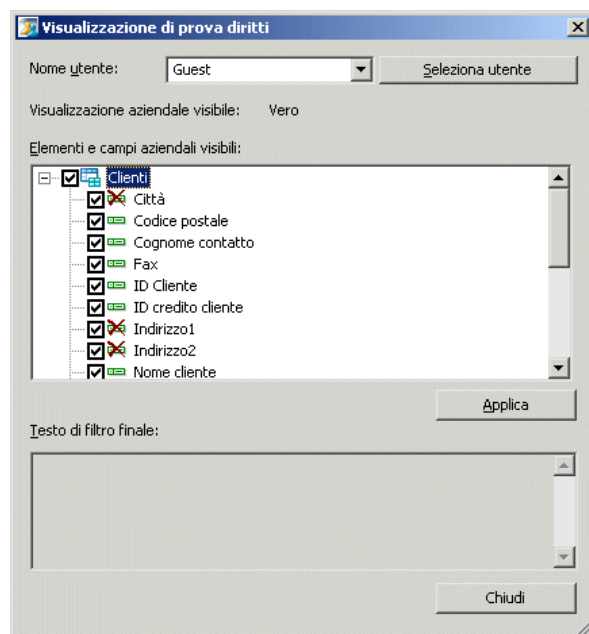 Visualizzazione di prova diritti
Nome utente: Guest Seleziona utente
Visualizzazione aziendale visibile: Vero
Elementi e campi aziendali visibili:
Clienti
Città
Codice postale
Cognome contatto
Fax
ID Cliente
ID credito cliente
Indirizzo1
Indirizzo2
Nome cliente
Applica
Testo di filtro finale:
Chiudi